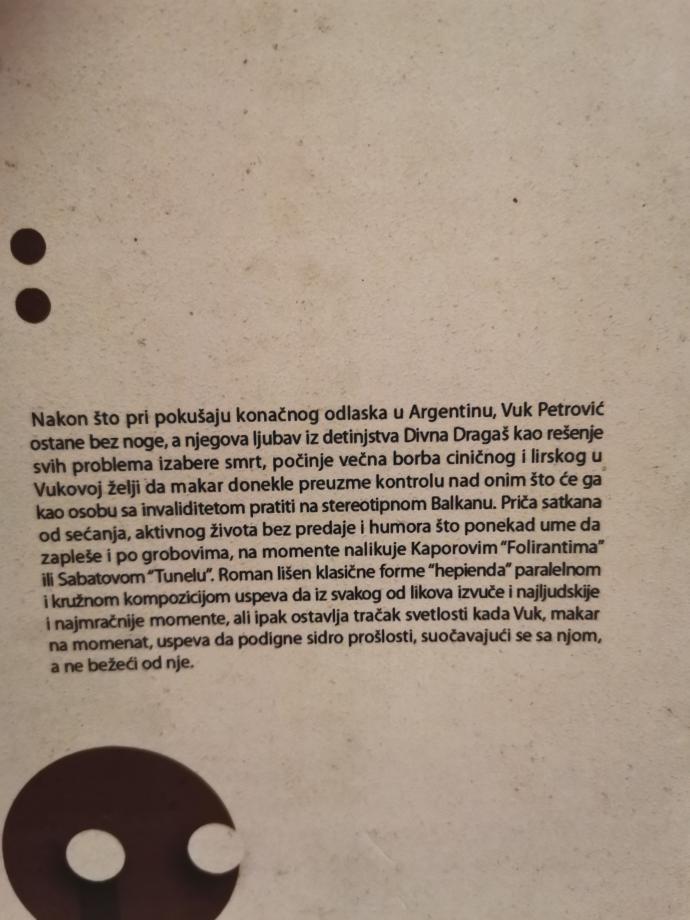 Nakon što pri pokušaju konačnog odlaska u Argentinu, Vuk Petrović
ostane bez noge, a njegova ljubav iz detinjstva Divna Dragaš kao rešenje
svih problema izabere smrt, počinje večna borba ciničnog i lirskog u
Vukovoj želji da makar donekle preuzme kontrolu nad onim što će ga
kao osobu sa invaliditetom pratiti na stereotipnom Balkanu. Priča satkana
od sećanja, aktivnog života bez predaje i humora što ponekad ume da
zapleše i po grobovima, na momente nalikuje Kaporovim "Folirantima"
ili Sabatovom "Tunelu". Roman lišen klasične forme "hepienda" paralelnom
i kružnom kompozicijom uspeva da iz svakog od likova izvuče i najljudskije
i najmračnije momente, ali ipak ostavlja tračak svetlosti kada Vuk, makar
na momenat, uspeva da podigne sidro prošlosti, suočavajući se sa njom,
a ne bežeći od nje.